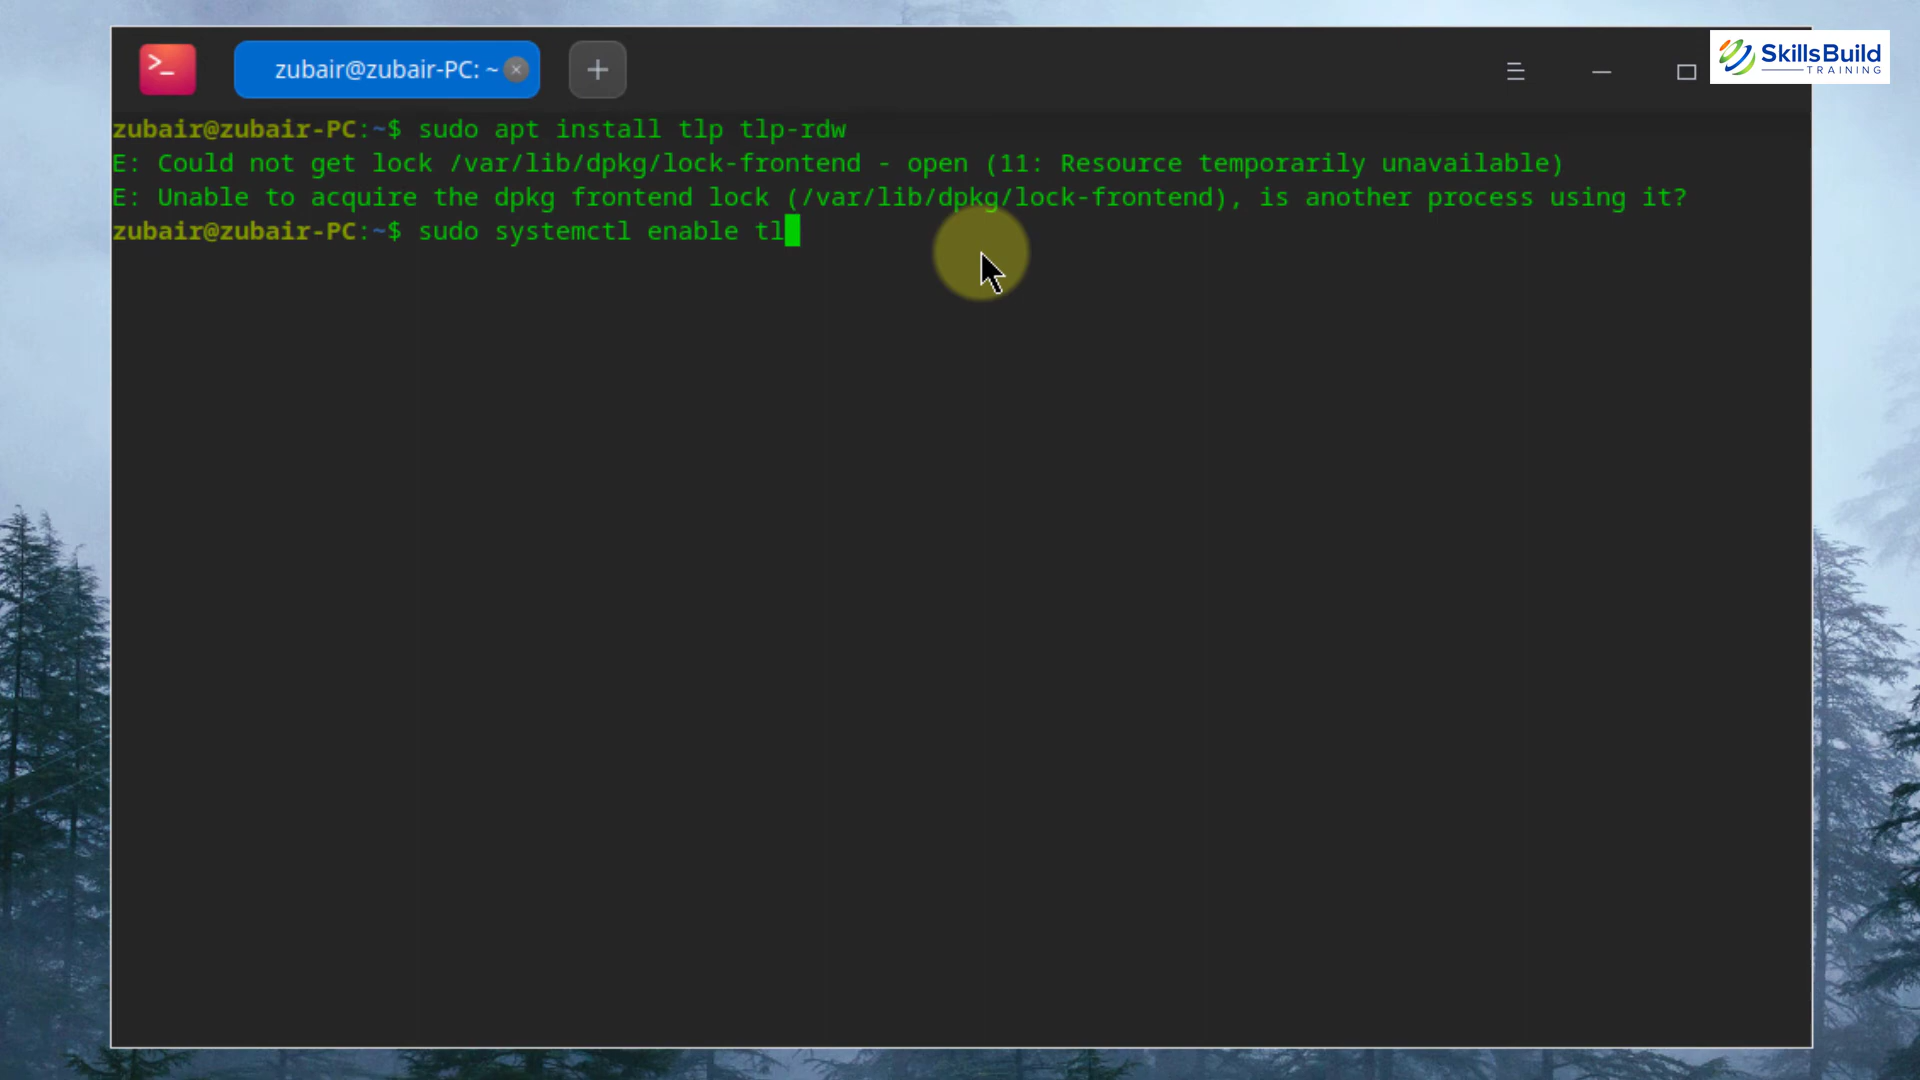 zubair@zubair-PC: ~
SkillsBuild
TRAINING
zubair@zubair-PC:~$ sudo apt install tlp tlp-rdw
E: Could not get lock /var/lib/dpkg/lock-frontend - open (11: Resource temporarily unavailable)
E: Unable to acquire the dpkg frontend lock (/var/lib/dpkg/lock-frontend), is another process using it?
zubair@zubair-PC:~$ sudo systemctl enable tl